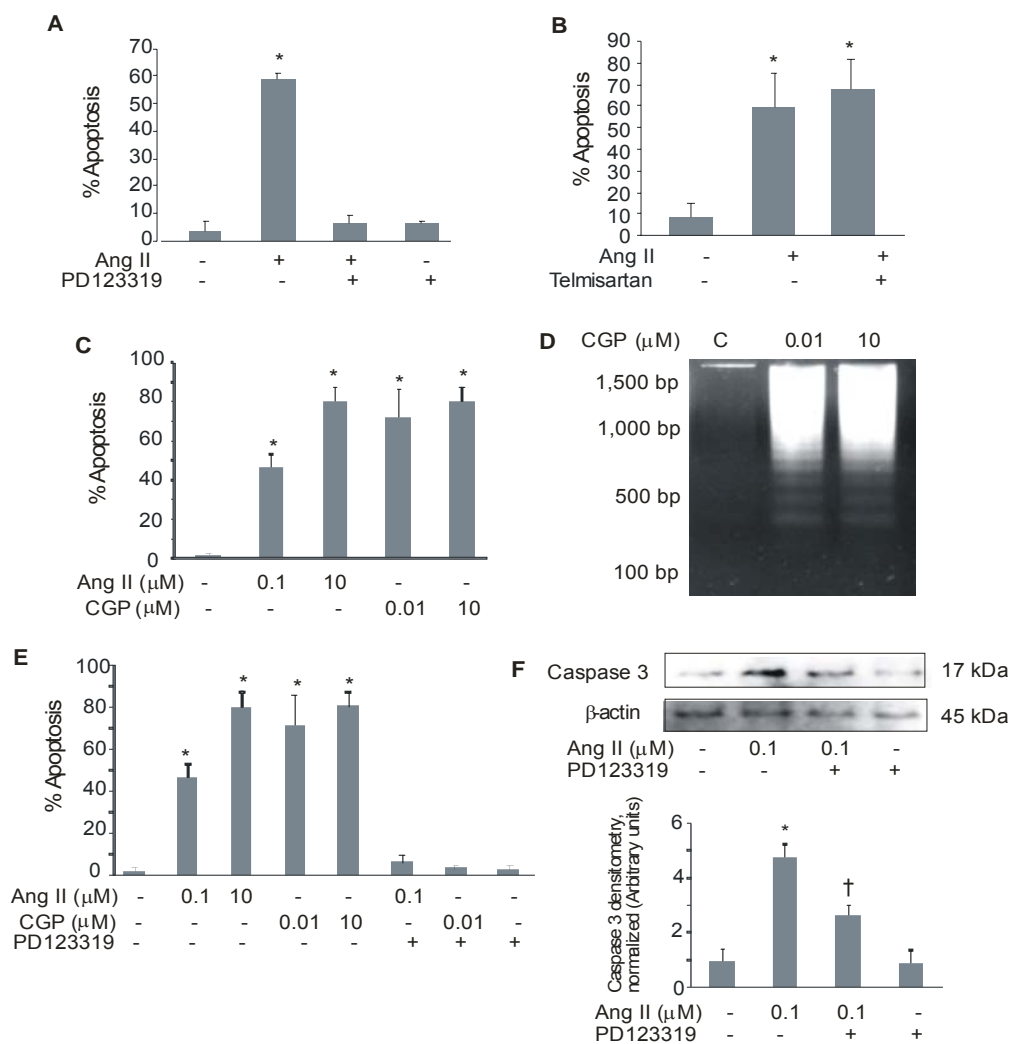 A
% Apoptosis
70
60
50
40
30
20
10
0
*
Ang II - + + -
PD123319 - - + +
B
% Apoptosis
90
80
70
60
50
40
30
20
10
0
* *
Ang II - + +
Telmisartan - - +
C
% Apoptosis
100
80
60
40
20
0
* * * *
Ang II (μM) - 0.1 10 - -
CGP (μM) - - - 0.01 10
D
CGP (μM) C 0.01 10
1,500 bp
1,000 bp
500 bp
100 bp
E
% Apoptosis
100
80
60
40
20
0
* * * *
Ang II (μM) - 0.1 10 - - 0.1 - -
CGP (μM) - - - 0.01 10 - 0.01 -
PD123319 - - - - - + + +
F
Caspase 3 17 kDa
β-actin 45 kDa
Ang II (μM) - 0.1 0.1 -
PD123319 - - + +
Caspase 3 densitometry,
normalized (Arbitrary units)
6
4
2
0
* †
Ang II (μM) - 0.1 0.1 -
PD123319 - - + +